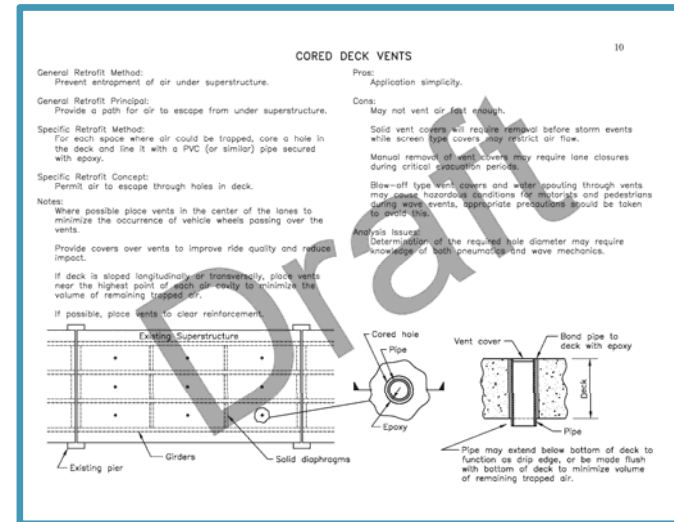 10
CORED DECK VENTS
General Retrofit Method:
Prevent entrapment of air under superstructure.
General Retrofit Principal:
Provide a path for air to escape from under superstructure.
Specific Retrofit Method:
For each space where air could be trapped, core a hole in
the deck and line it with a PVC (or similar) pipe secured
with epoxy.
Specific Retrofit Concept:
Permit air to escape through holes in deck.
Notes:
Where possible place vents in the center of the lanes to
minimize the occurrence of vehicle wheels passing over the
vents.
Provide covers over vents to improve ride quality and reduce
impact.
If deck is sloped longitudinally or transversally, place vents
near the highest point of each air cavity to minimize the
volume of remaining trapped air.
If possible, place vents to clear reinforcement.
Pros:
Application simplicity.
Cons:
May not vent air fast enough.
Solid vent covers will require removal before storm events
while screen type covers may restrict air flow.
Manual removal of vent covers may require lane closures
during critical evacuation periods.
Blow-off type vent covers and water spouting through vents
may cause hazardous conditions for motorists and pedestrians
during wave events, appropriate precautions should be taken
to avoid this.
Analysis Issues:
Determination of the required hole diameter may require
knowledge of both pneumatics and wave mechanics.
Draft
Existing Superstructure
Existing pier
Girders
Solid diaphragms
Cored hole
Pipe
Epoxy
Vent cover
Bond pipe to
deck with epoxy
Deck
Pipe
Pipe may extend below bottom of deck to
function as drip edge, or be made flush
with bottom of deck to minimize volume
of remaining trapped air.